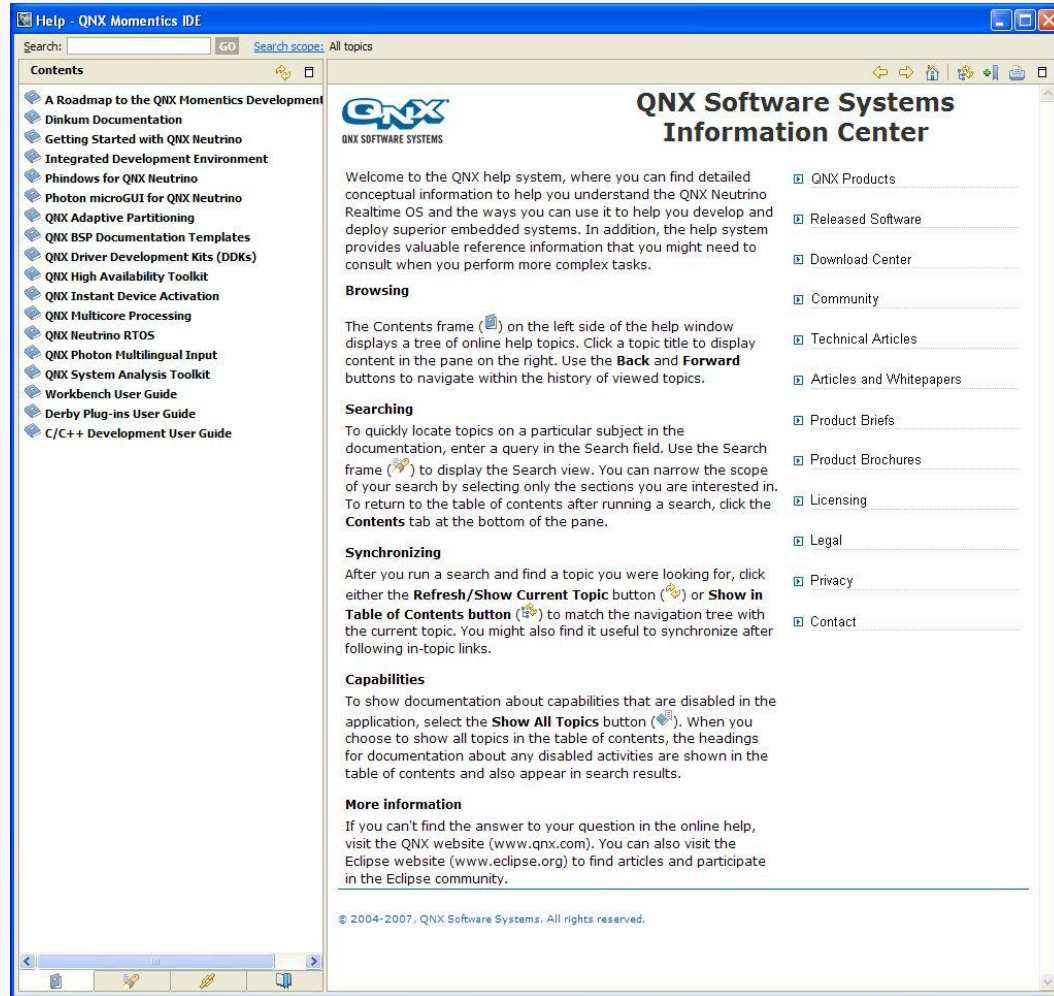 Help - QNX Momentics IDE
Search:
GO
Search scope: All topics
Contents
A Roadmap to the QNX Momentics Development
Dinkum Documentation
Getting Started with QNX Neutrino
Integrated Development Environment
Phindows for QNX Neutrino
Photon microGUI for QNX Neutrino
QNX Adaptive Partitioning
QNX BSP Documentation Templates
QNX Driver Development Kits (DDKs)
QNX High Availability Toolkit
QNX Instant Device Activation
QNX Multicore Processing
QNX Neutrino RTOS
QNX Photon Multilingual Input
QNX System Analysis Toolkit
Workbench User Guide
Derby Plug-ins User Guide
C/C++ Development User Guide
QNX
QNX SOFTWARE SYSTEMS
QNX Software Systems
Information Center
Welcome to the QNX help system, where you can find detailed
conceptual information to help you understand the QNX Neutrino
Realtime OS and the ways you can use it to help you develop and
deploy superior embedded systems. In addition, the help system
provides valuable reference information that you might need to
consult when you perform more complex tasks.
Browsing
The Contents frame ( ) on the left side of the help window
displays a tree of online help topics. Click a topic title to display
content in the pane on the right. Use the Back and Forward
buttons to navigate within the history of viewed topics.
Searching
To quickly locate topics on a particular subject in the
documentation, enter a query in the Search field. Use the Search
frame ( ) to display the Search view. You can narrow the scope
of your search by selecting only the sections you are interested in.
To return to the table of contents after running a search, click the
Contents tab at the bottom of the pane.
Synchronizing
After you run a search and find a topic you were looking for, click
either the Refresh/Show Current Topic button ( ) or Show in
Table of Contents button ( ) to match the navigation tree with
the current topic. You might also find it useful to synchronize after
following in-topic links.
Capabilities
To show documentation about capabilities that are disabled in the
application, select the Show All Topics button ( ). When you
choose to show all topics in the table of contents, the headings
for documentation about any disabled activities are shown in the
table of contents and also appear in search results.
More information
If you can't find the answer to your question in the online help,
visit the QNX website (www.qnx.com). You can also visit the
Eclipse website (www.eclipse.org) to find articles and participate
in the Eclipse community.
QNX Products
Released Software
Download Center
Community
Technical Articles
Articles and Whitepapers
Product Briefs
Product Brochures
Licensing
Legal
Privacy
Contact
© 2004-2007, QNX Software Systems. All rights reserved.